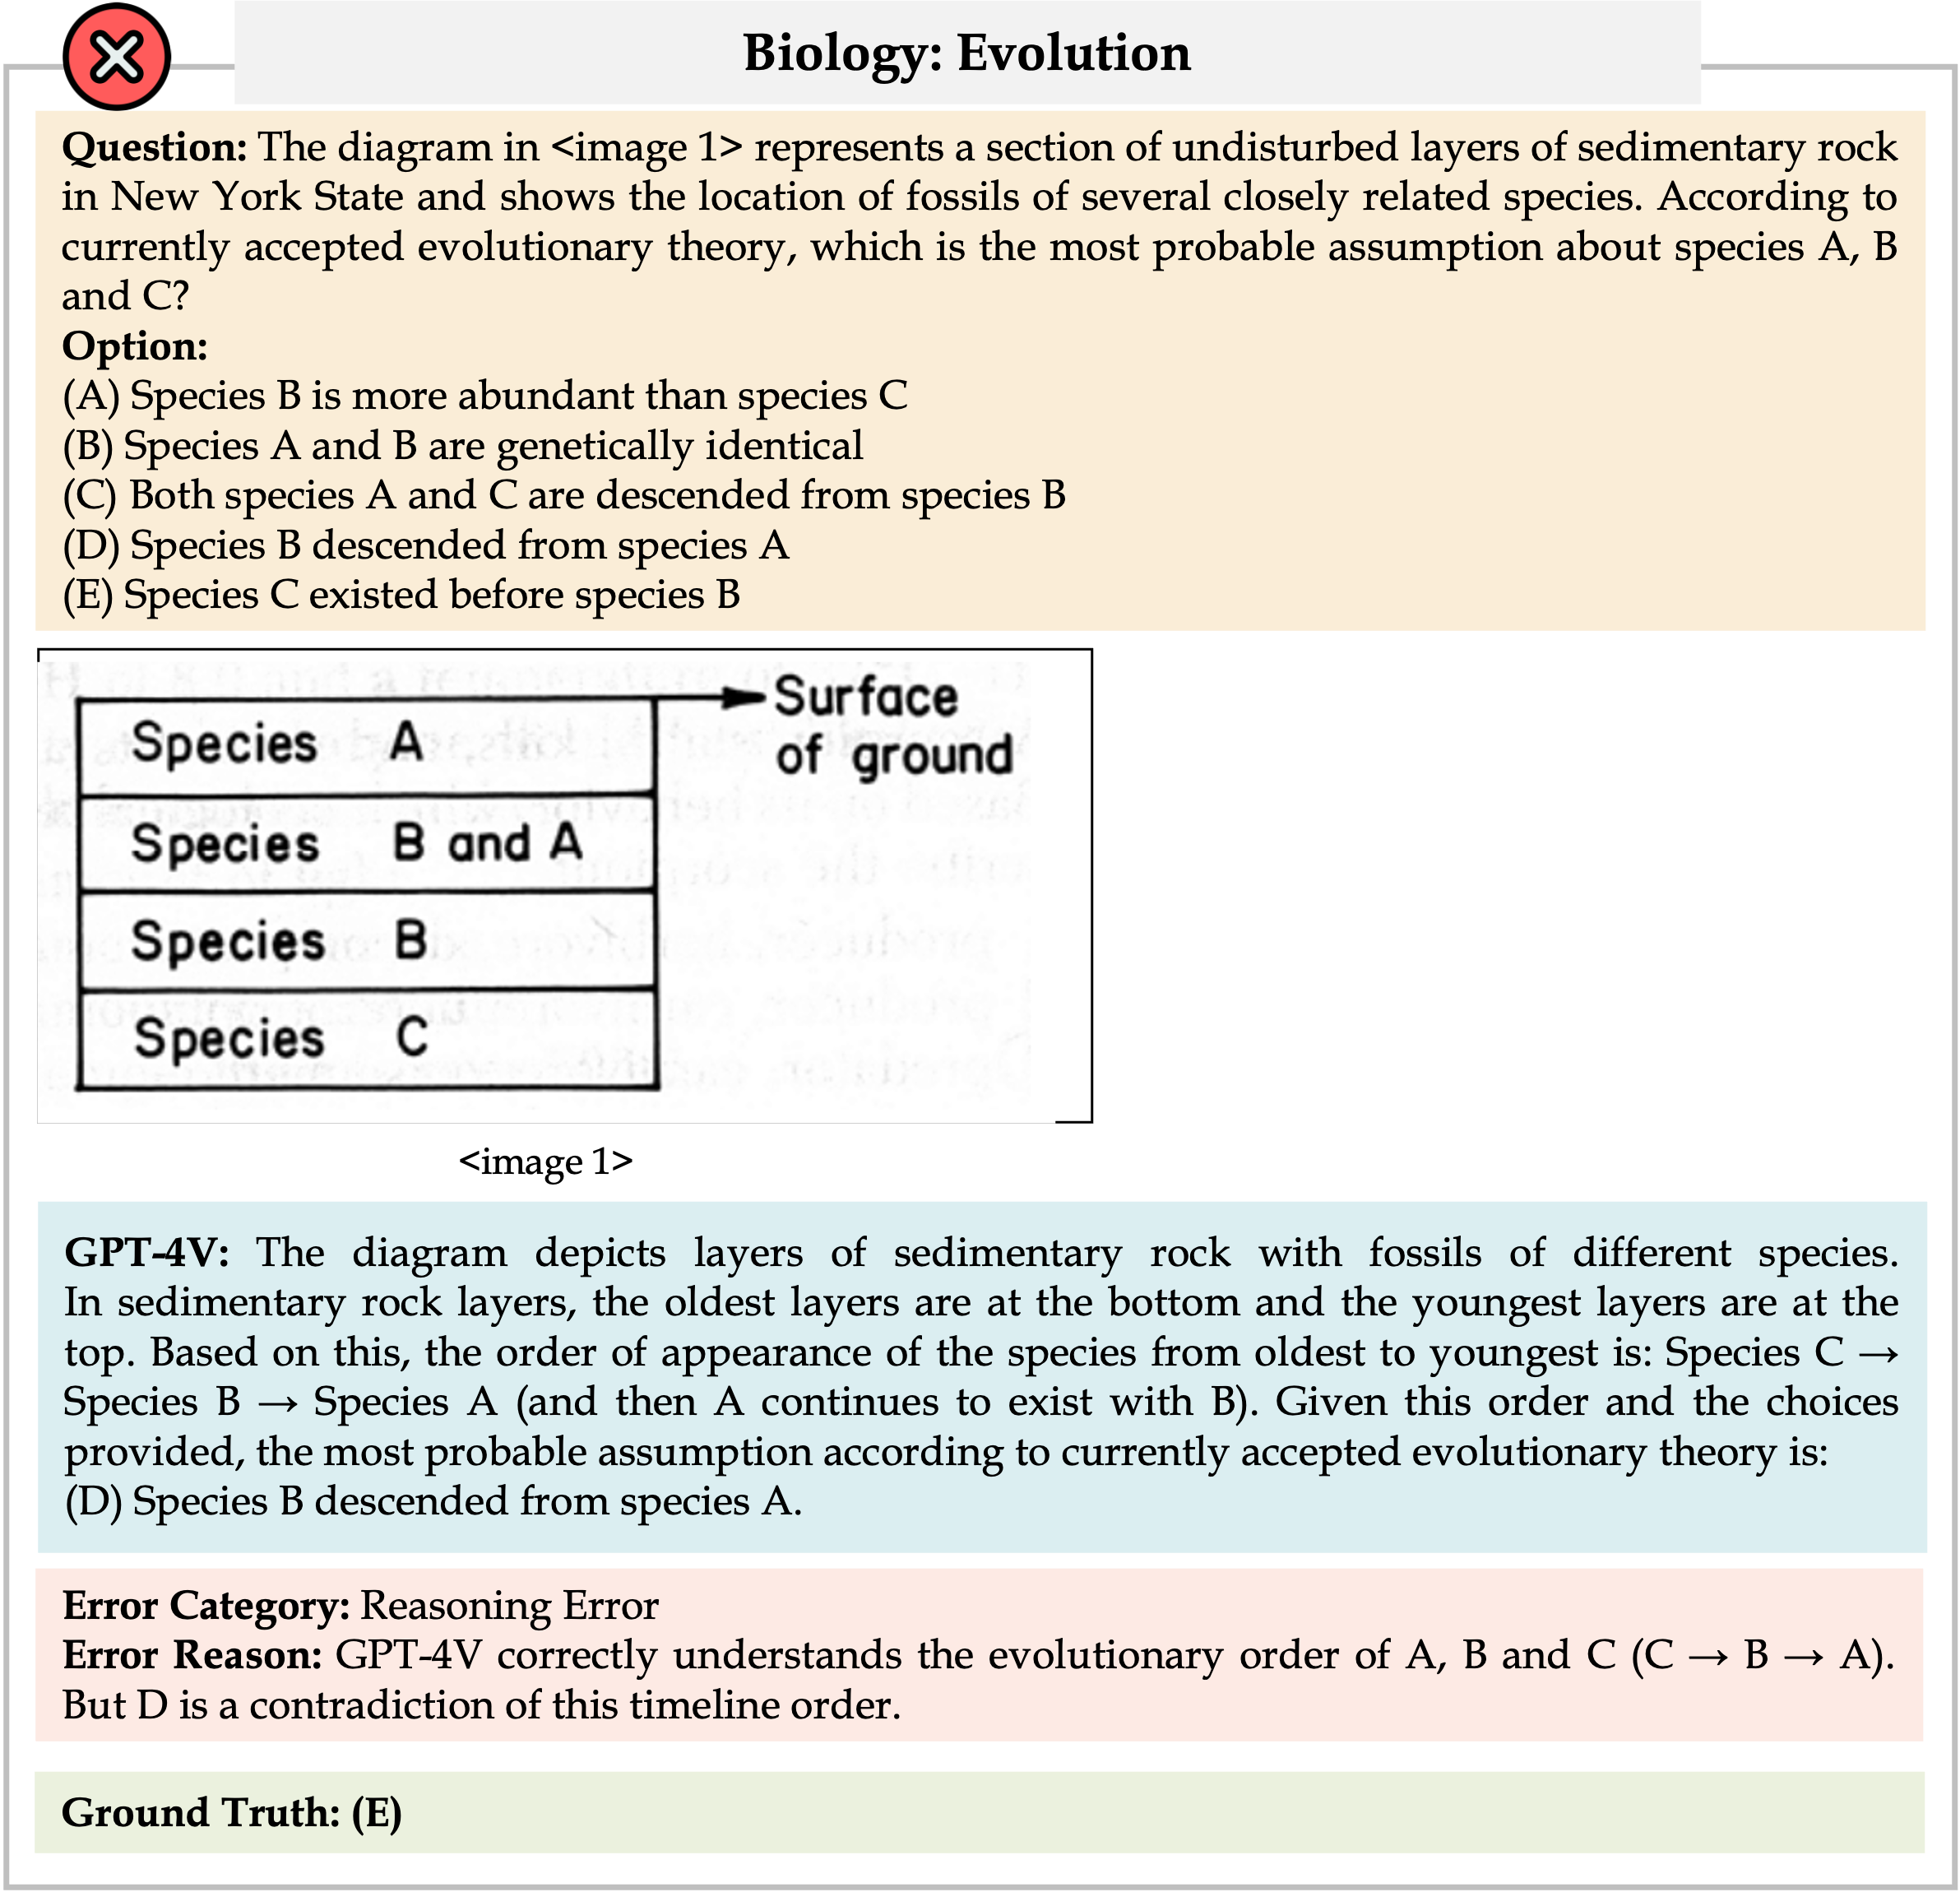 Biology: Evolution
Question: The diagram in <image 1> represents a section of undisturbed layers of sedimentary rock
in New York State and shows the location of fossils of several closely related species. According to
currently accepted evolutionary theory, which is the most probable assumption about species A, B
and C?
Option:
(A) Species B is more abundant than species C
(B) Species A and B are genetically identical
(C) Both species A and C are descended from species B
(D) Species B descended from species A
(E) Species C existed before species B
Surface
of ground
Species A
Species B and A
Species B
Species C
<image 1>
GPT-4V: The diagram depicts layers of sedimentary rock with fossils of different species.
In sedimentary rock layers, the oldest layers are at the bottom and the youngest layers are at the
top. Based on this, the order of appearance of the species from oldest to youngest is: Species C →
Species B → Species A (and then A continues to exist with B). Given this order and the choices
provided, the most probable assumption according to currently accepted evolutionary theory is:
(D) Species B descended from species A.
Error Category: Reasoning Error
Error Reason: GPT-4V correctly understands the evolutionary order of A, B and C (C → B → A).
But D is a contradiction of this timeline order.
Ground Truth: (E)